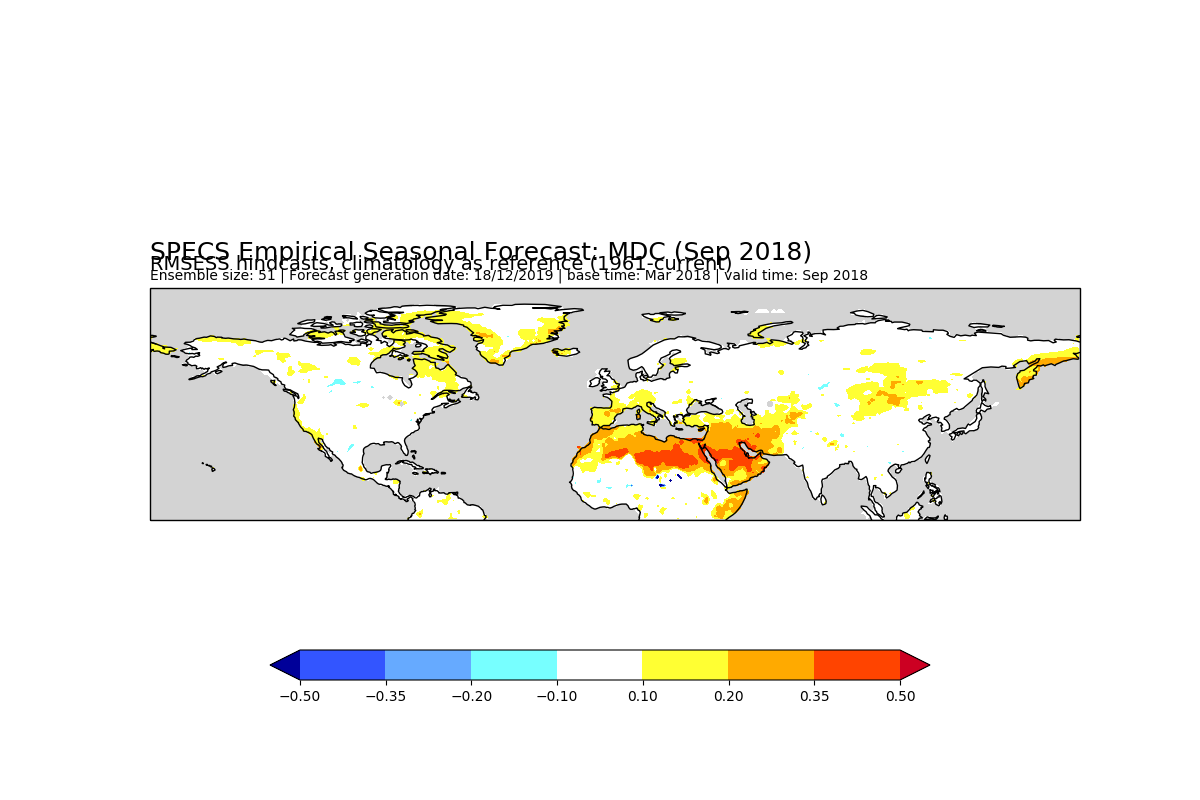 SPECS Empirical Seasonal Forecast: MDC (Sep 2018)
RMSESS hindcasts, climatology as reference (1961-current)
Ensemble size: 51 | Forecast generation date: 18/12/2019 | base time: Mar 2018 | valid time: Sep 2018
−0.50 −0.35 −0.20 −0.10 0.10 0.20 0.35 0.50